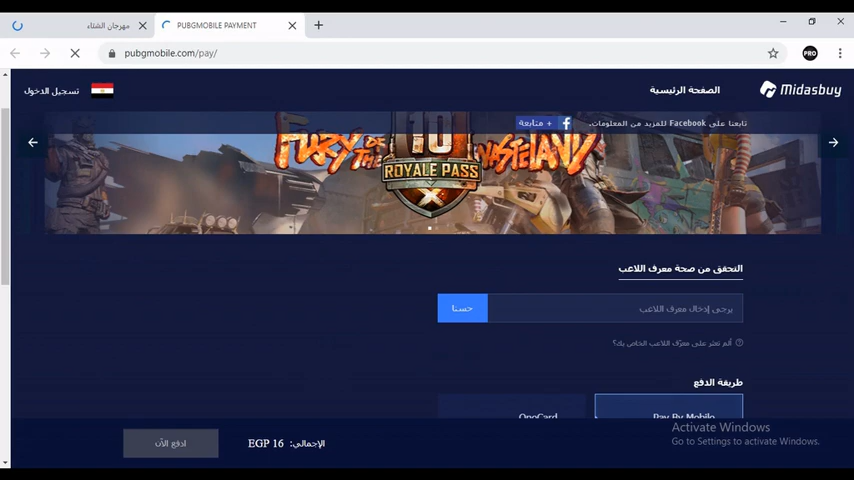 مهرجان الشتاء
PUBGMOBILE PAYMENT
pubgmobile.com/pay/
PRO
تسجيل الدخول
الصفحة الرئيسية
Midasbuy
تابعنا على Facebook للمزيد من المعلومات.
+ متابعة
FURY OF THE WASTELAND
10
ROYALE PASS
التحقق من صحة معرف اللاعب
يرجى إدخال معرف اللاعب
حسنا
ألم تعثر على معرّف اللاعب الخاص بك؟
طريقة الدفع
OneCard
Pay By Mobile
ادفع الآن
الإجمالي: EGP 16
Activate Windows
Go to Settings to activate Windows.